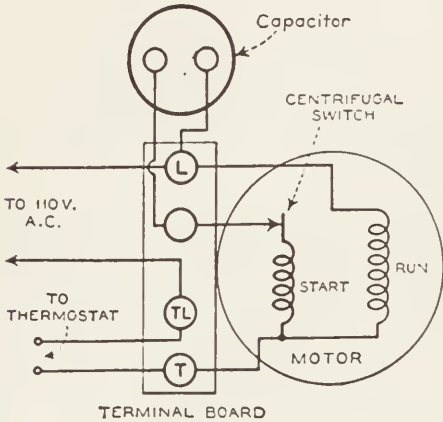 Capacitor
CENTRIFUGAL
SWITCH
L
TO 110V.
A.C.
START
RUN
TO
THERMOSTAT
TL
T
MOTOR
TERMINAL BOARD